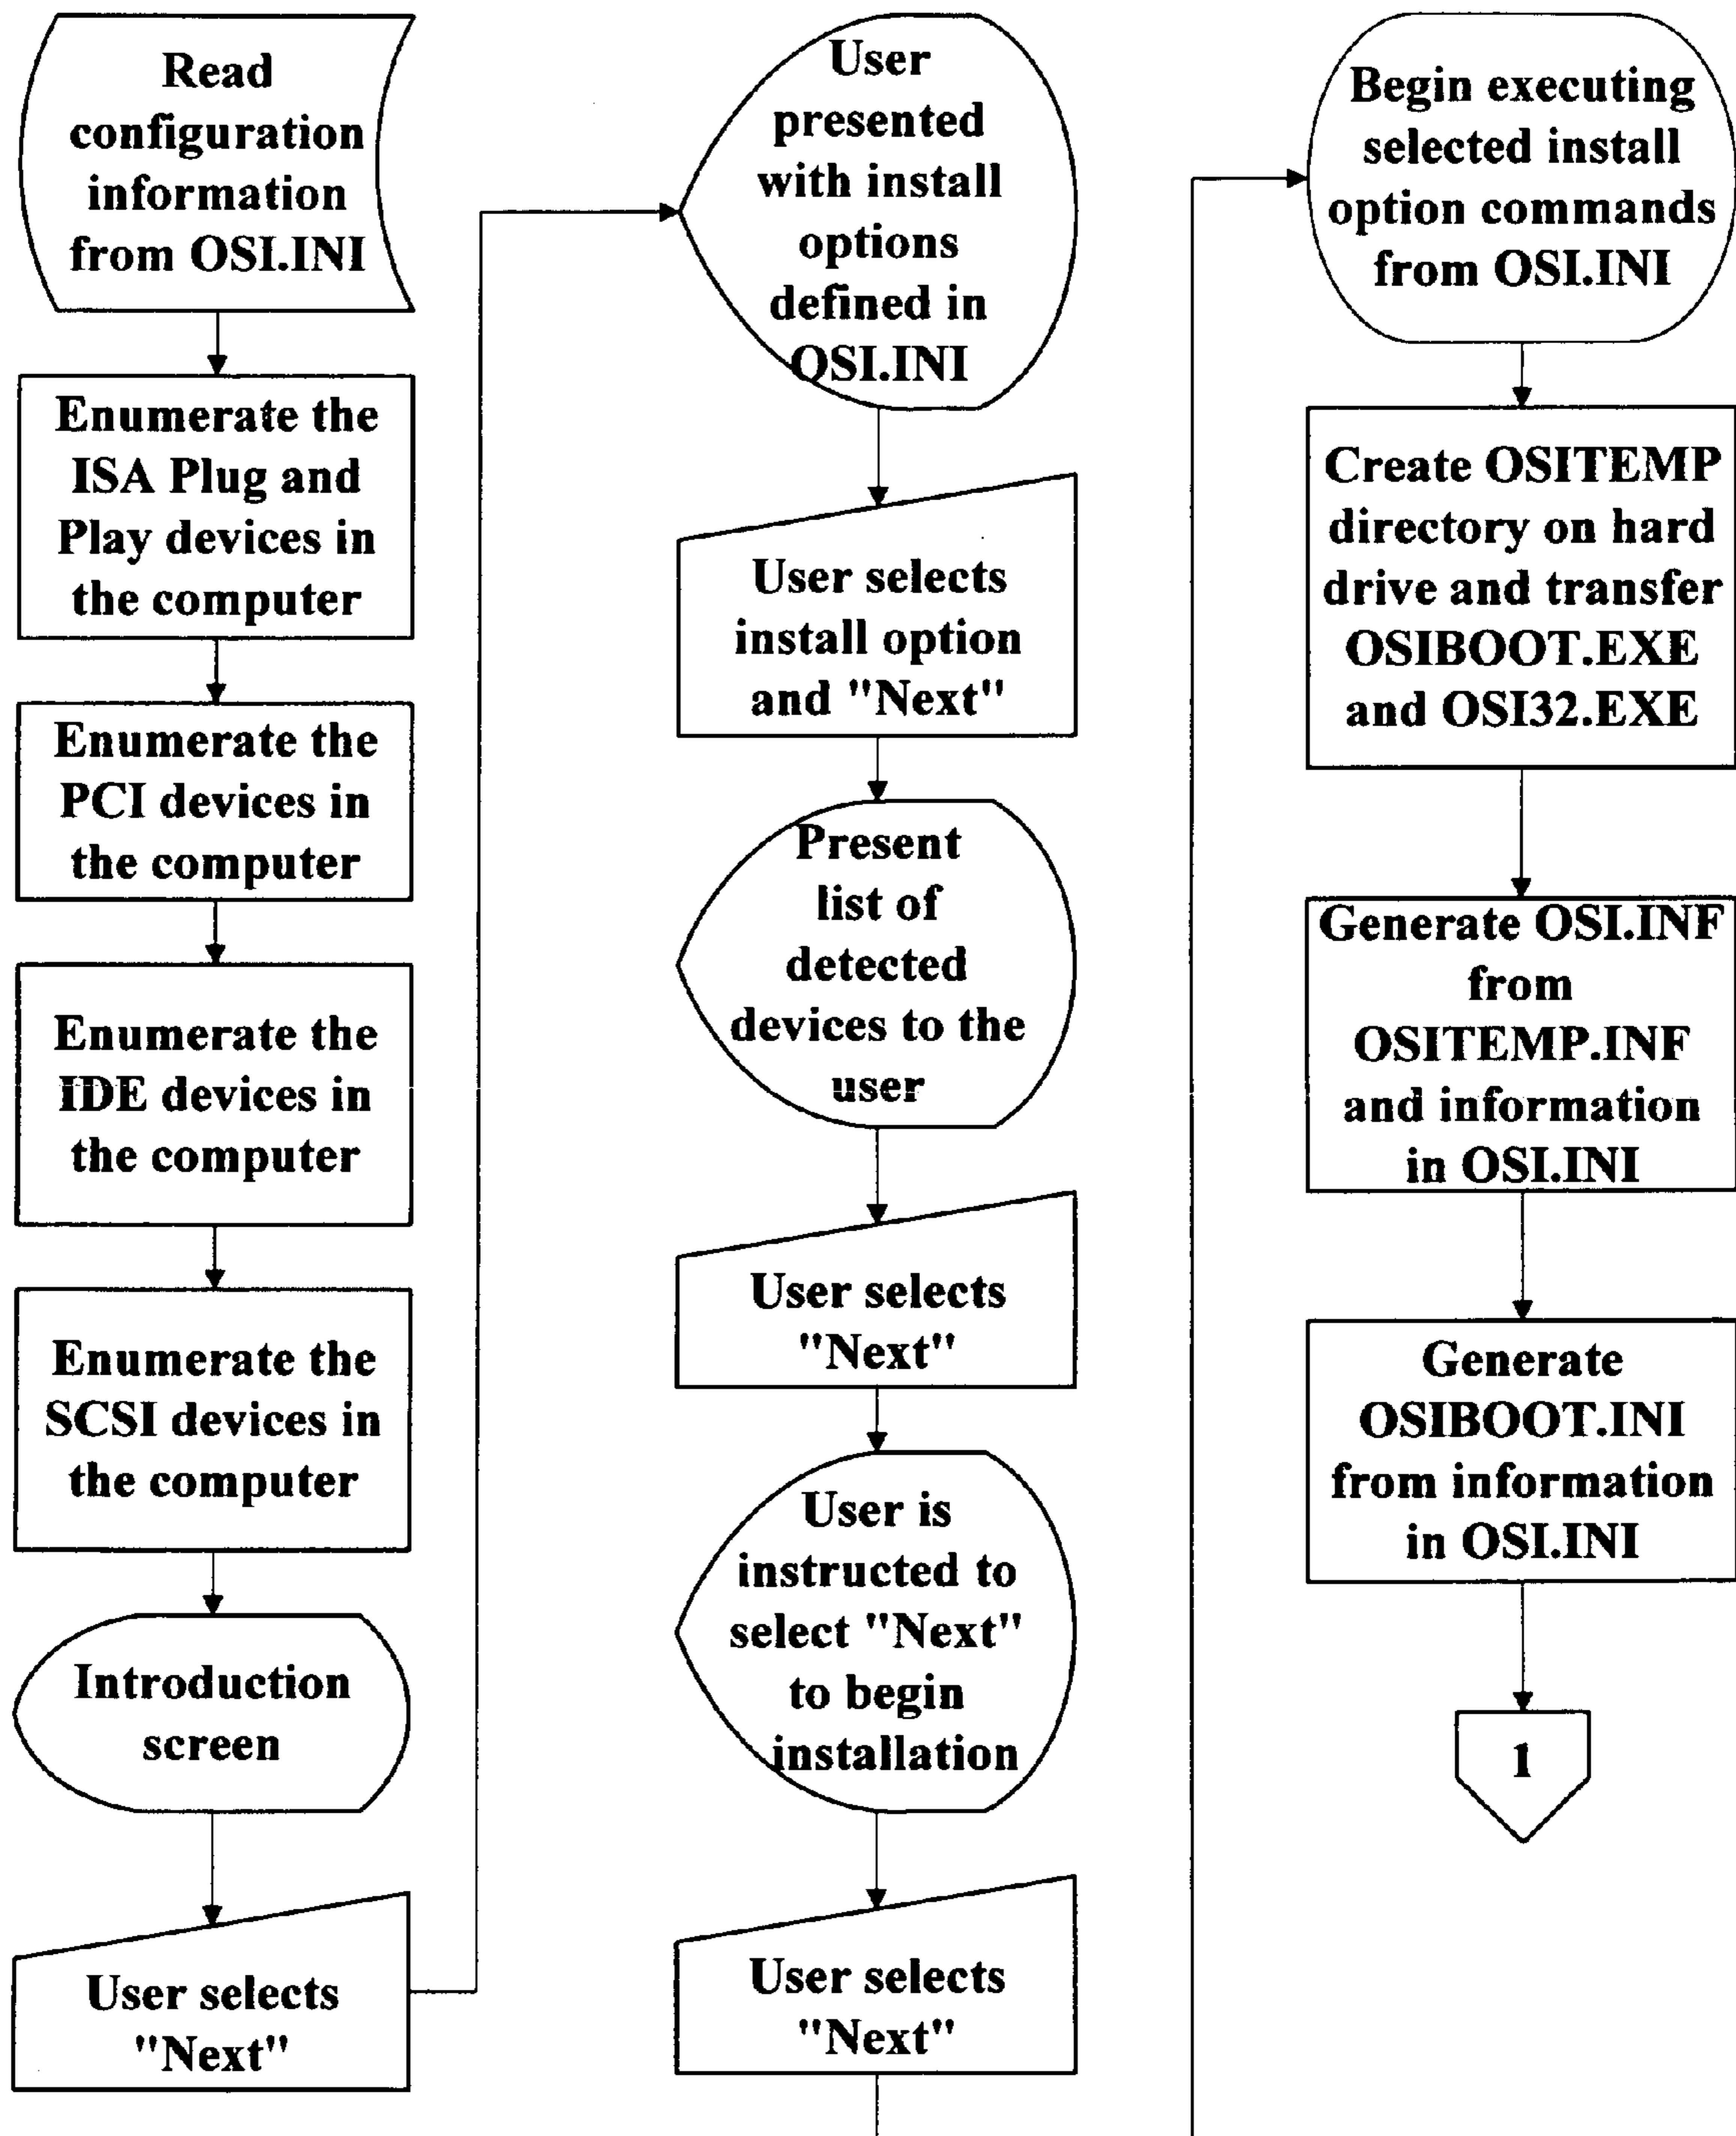 Read
configuration
information
from OSI.INI
Enumerate the
ISA Plug and
Play devices in
the computer
Enumerate the
PCI devices in
the computer
Enumerate the
IDE devices in
the computer
Enumerate the
SCSI devices in
the computer
Introduction
screen
User selects
"Next"
User
presented
with install
options
defined in
OSI.INI
User selects
install option
and "Next"
Present
list of
detected
devices to the
user
User selects
"Next"
User is
instructed to
select "Next"
to begin
installation
User selects
"Next"
Begin executing
selected install
option commands
from OSI.INI
Create OSITEMP
directory on hard
drive and transfer
OSIBOOT.EXE
and OSI32.EXE
Generate OSI.INF
from
OSITEMP.INF
and information
in OSI.INI
Generate
OSIBOOT.INI
from information
in OSI.INI
1